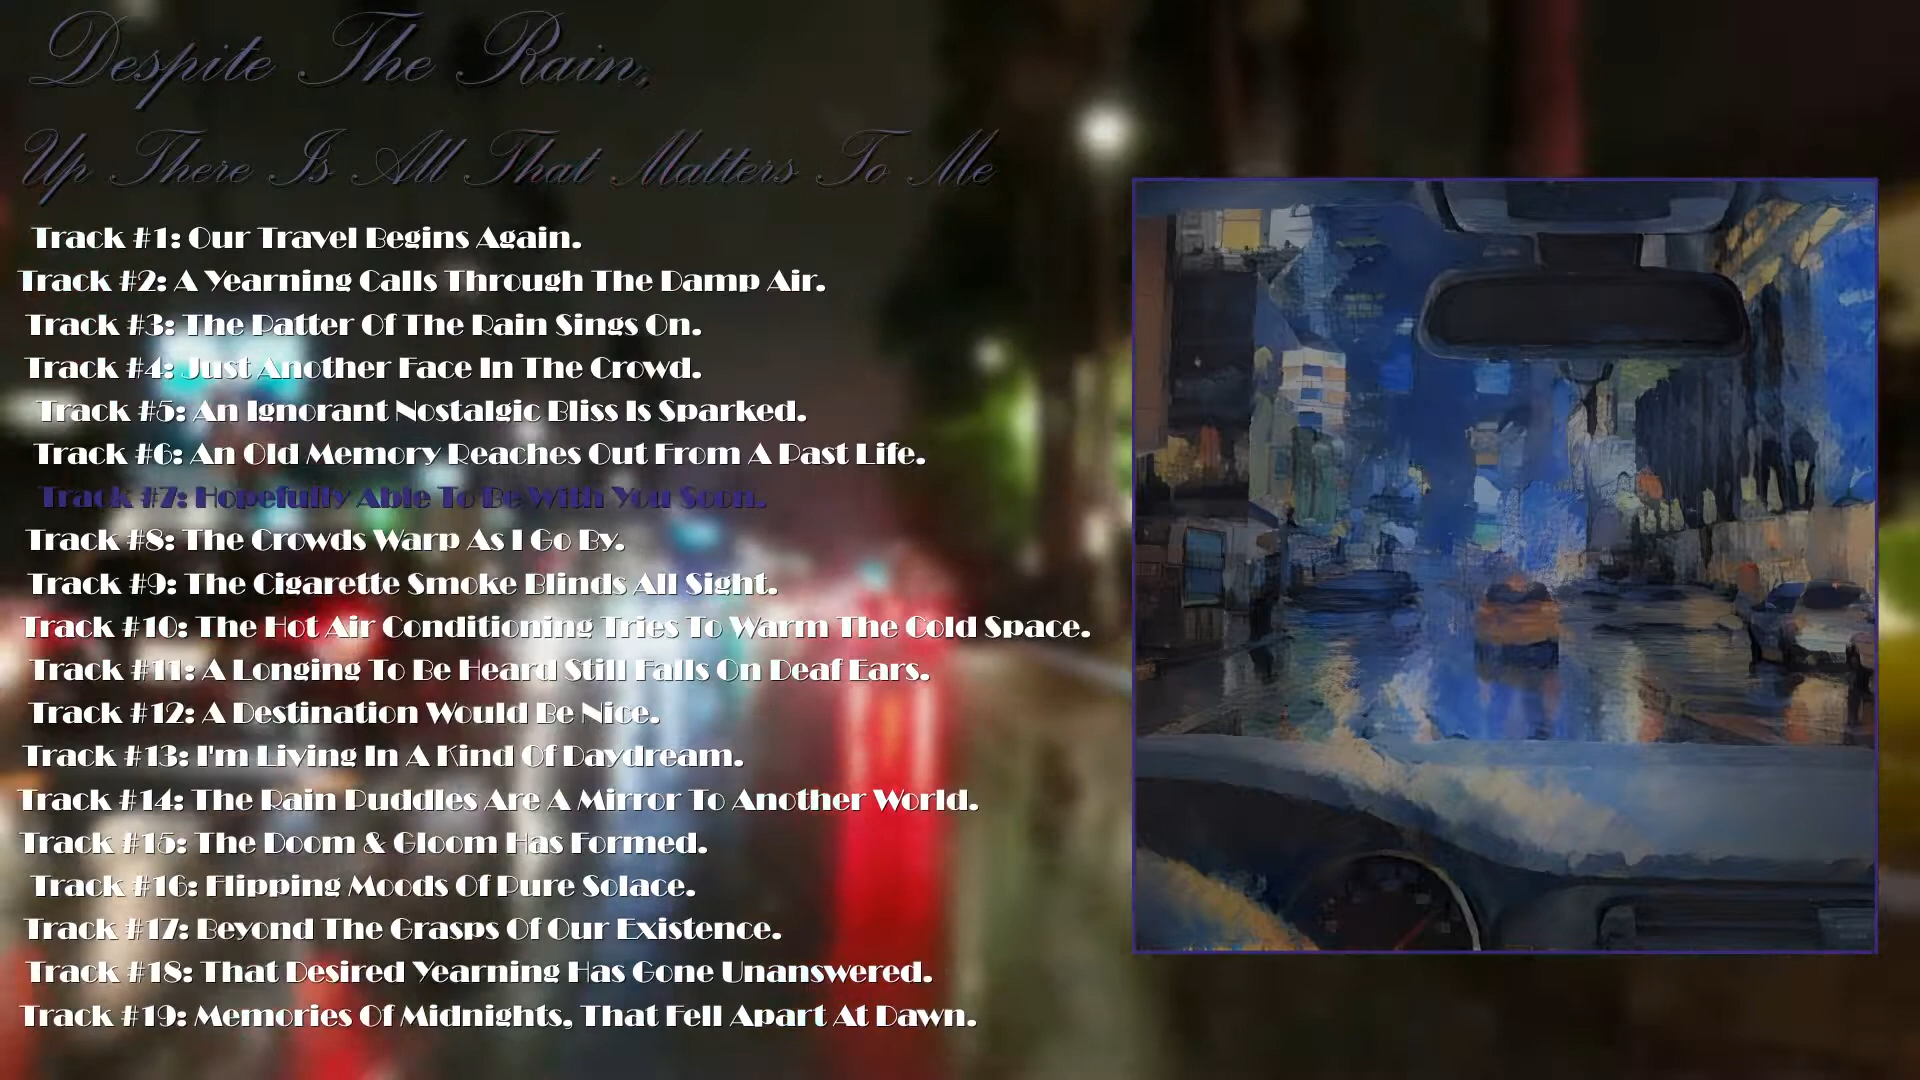 Despite The Rain,
Up There Is All That Matters To Me
Track #1: Our Travel Begins Again.
Track #2: A Yearning Calls Through The Damp Air.
Track #3: The Patter Of The Rain Sings On.
Track #4: Just Another Face In The Crowd.
Track #5: An Ignorant Nostalgic Bliss Is Sparked.
Track #6: An Old Memory Reaches Out From A Past Life.
Track #7: Hopefully Able To Be With You Soon.
Track #8: The Crowds Warp As I Go By.
Track #9: The Cigarette Smoke Blinds All Sight.
Track #10: The Hot Air Conditioning Tries To Warm The Cold Space.
Track #11: A Longing To Be Heard Still Falls On Deaf Ears.
Track #12: A Destination Would Be Nice.
Track #13: I'm Living In A Kind Of Daydream.
Track #14: The Rain Puddles Are A Mirror To Another World.
Track #15: The Doom & Gloom Has Formed.
Track #16: Flipping Moods Of Pure Solace.
Track #17: Beyond The Grasps Of Our Existence.
Track #18: That Desired Yearning Has Gone Unanswered.
Track #19: Memories Of Midnights, That Fell Apart At Dawn.